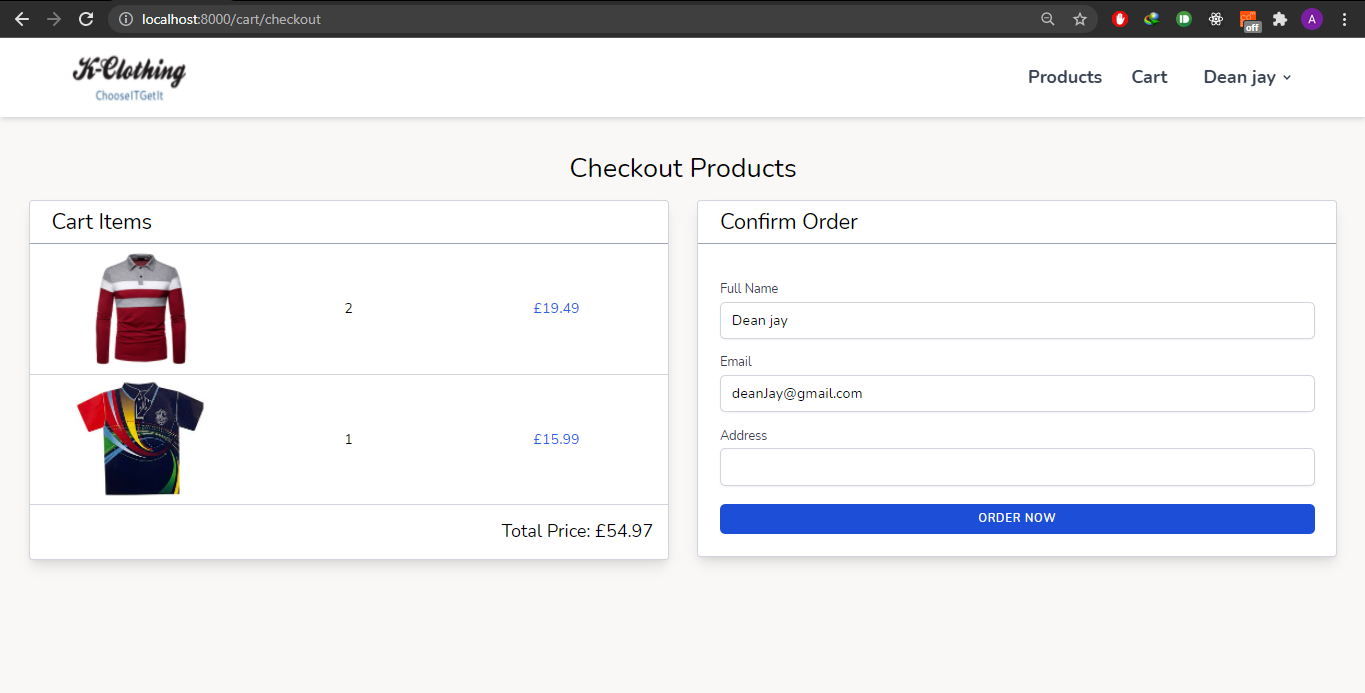 localhost:8000/cart/checkout
off
A
K-Clothing
ChooseITGetIt
Products
Cart
Dean jay
Checkout Products
Cart Items
2
£19.49
1
£15.99
Total Price: £54.97
Confirm Order
Full Name
Dean jay
Email
deanJay@gmail.com
Address
ORDER NOW